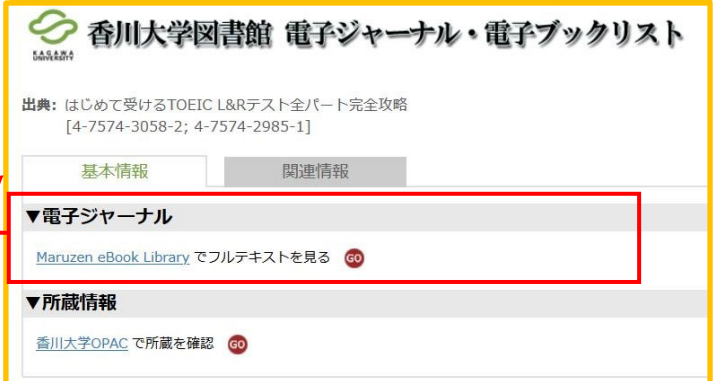 KAGAWA
UNIVERSITY
香川大学図書館 電子ジャーナル・電子ブックリスト
出典: はじめて受けるTOEIC L&Rテスト全パート完全攻略
[4-7574-3058-2; 4-7574-2985-1]
基本情報 関連情報
▼電子ジャーナル
Maruzen eBook Library でフルテキストを見る GO
▼所蔵情報
香川大学OPAC で所蔵を確認 GO